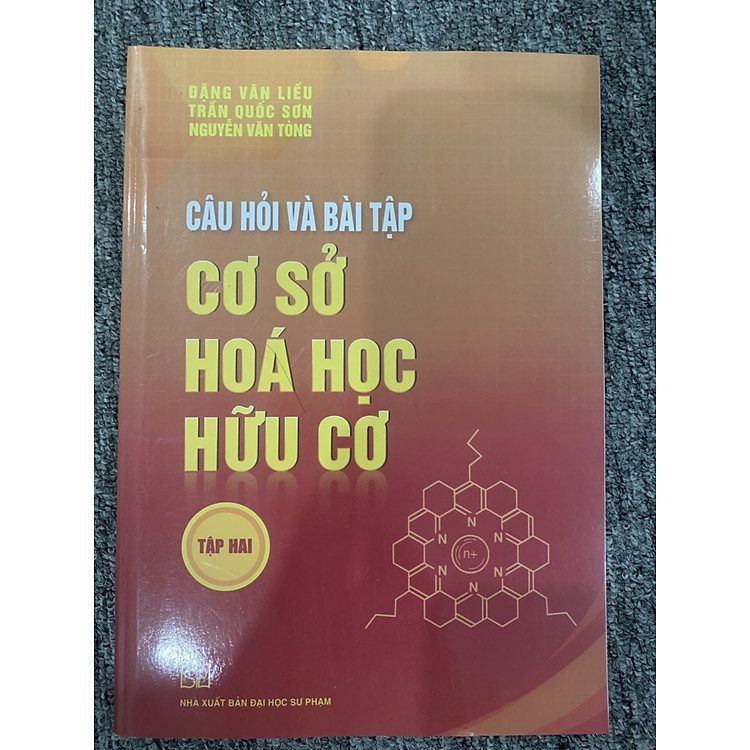 ĐẶNG VĂN LIẾU
TRẦN QUỐC SƠN
NGUYỄN VĂN TÒNG
CÂU HỎI VÀ BÀI TẬP
CƠ SỞ
HOÁ HỌC
HỮU CƠ
TẬP HAI
N
N
N
n+
N
N
N
NHÀ XUẤT BẢN ĐẠI HỌC SƯ PHẠM